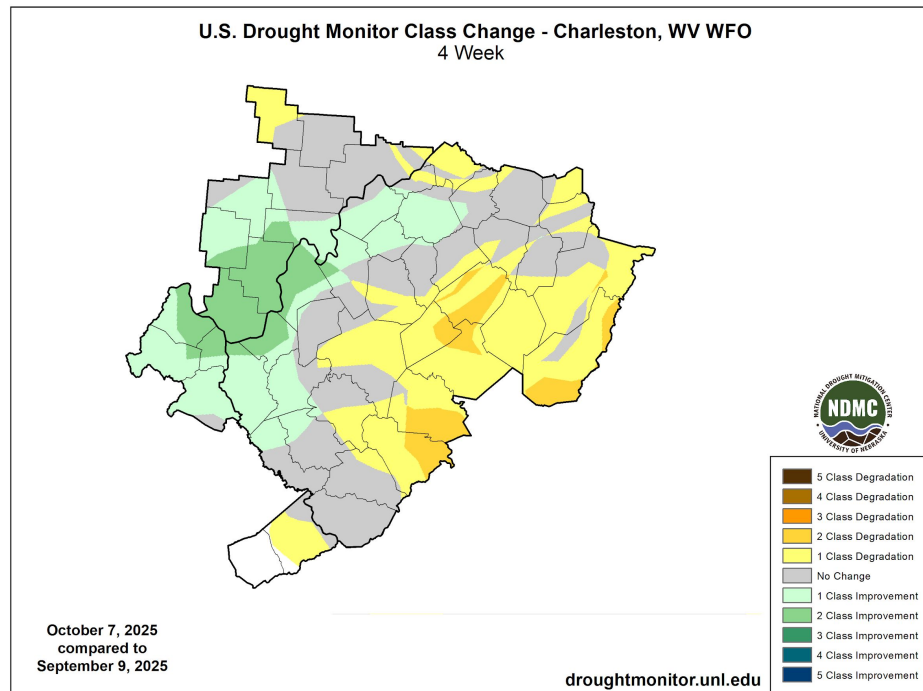 U.S. Drought Monitor Class Change - Charleston, WV WFO
4 Week
NATIONAL DROUGHT MITIGATION CENTER
NDMC
UNIVERSITY OF NEBRASKA
5 Class Degradation
4 Class Degradation
3 Class Degradation
2 Class Degradation
1 Class Degradation
No Change
1 Class Improvement
2 Class Improvement
3 Class Improvement
4 Class Improvement
5 Class Improvement
October 7, 2025
compared to
September 9, 2025
droughtmonitor.unl.edu